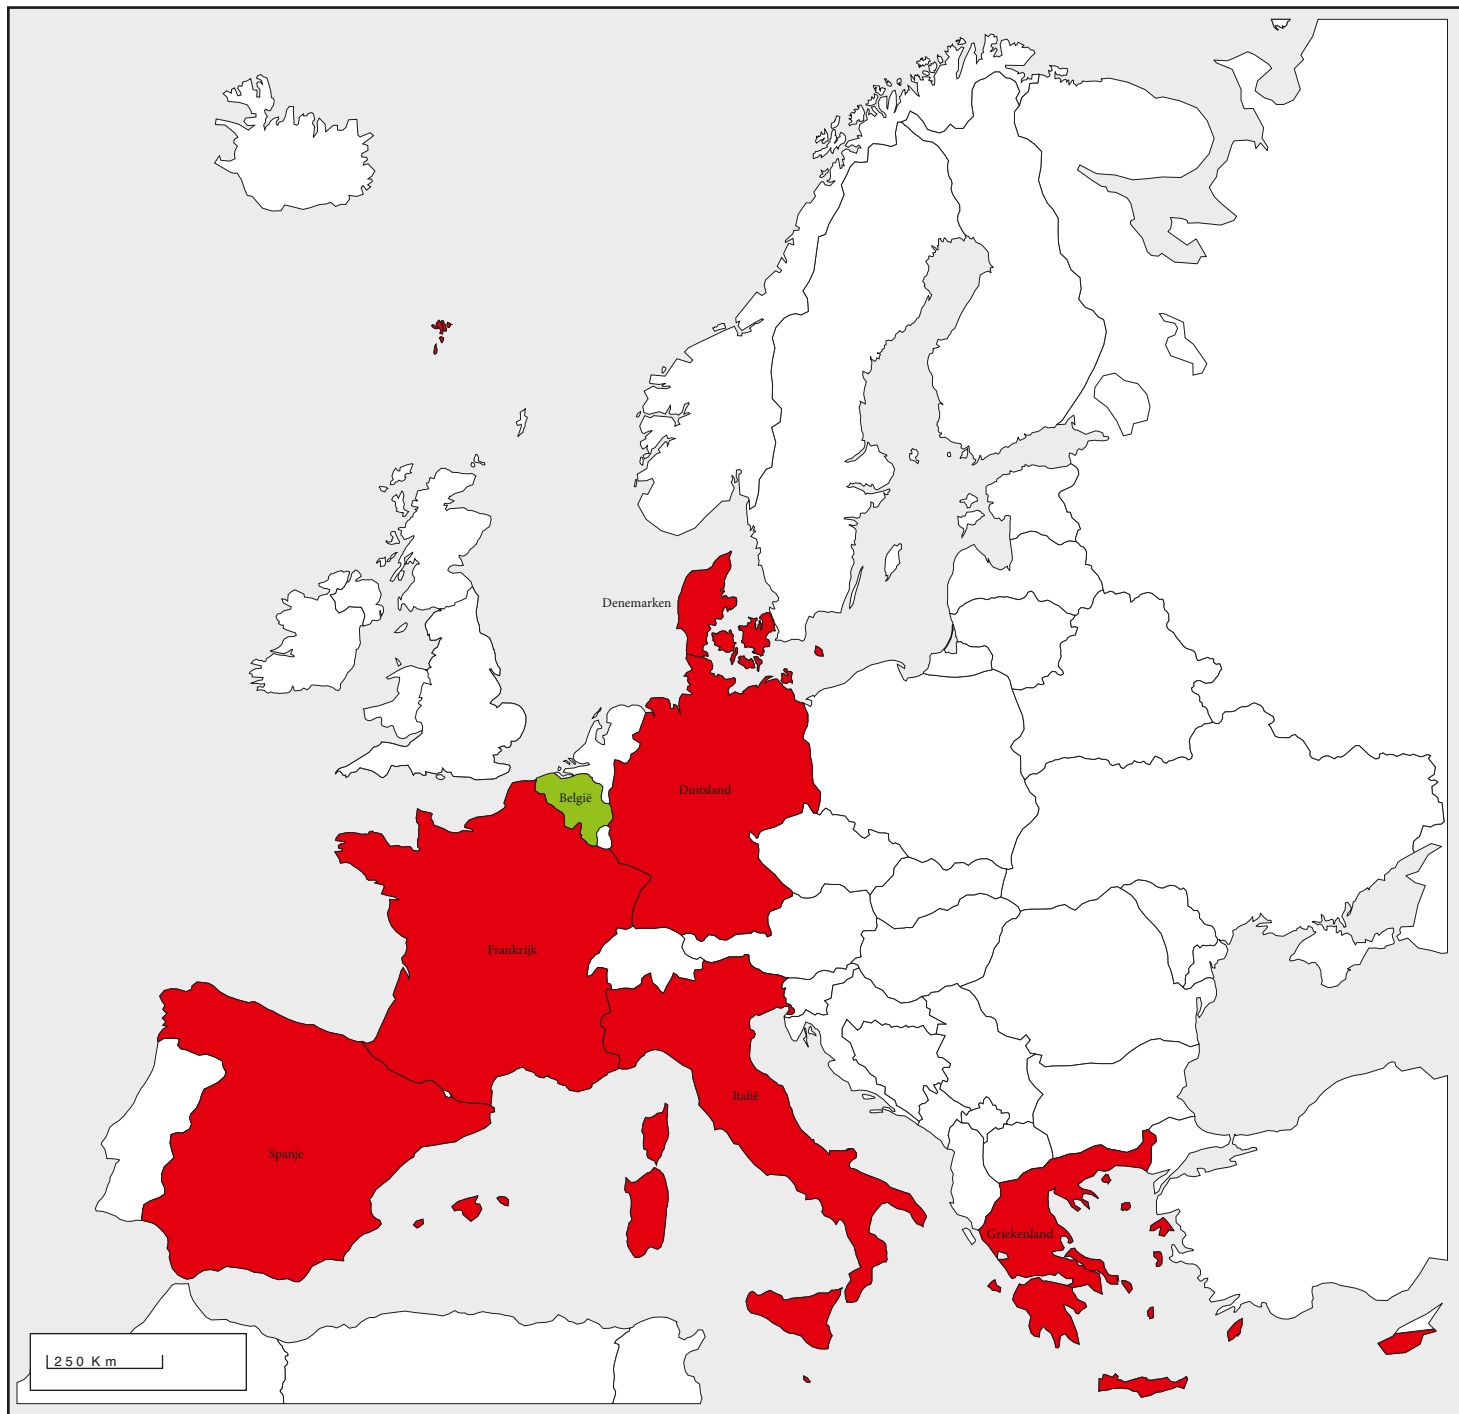 Denemarken
Duitsland
België
Frankrijk
Italië
Spanje
Griekenland
250 Km